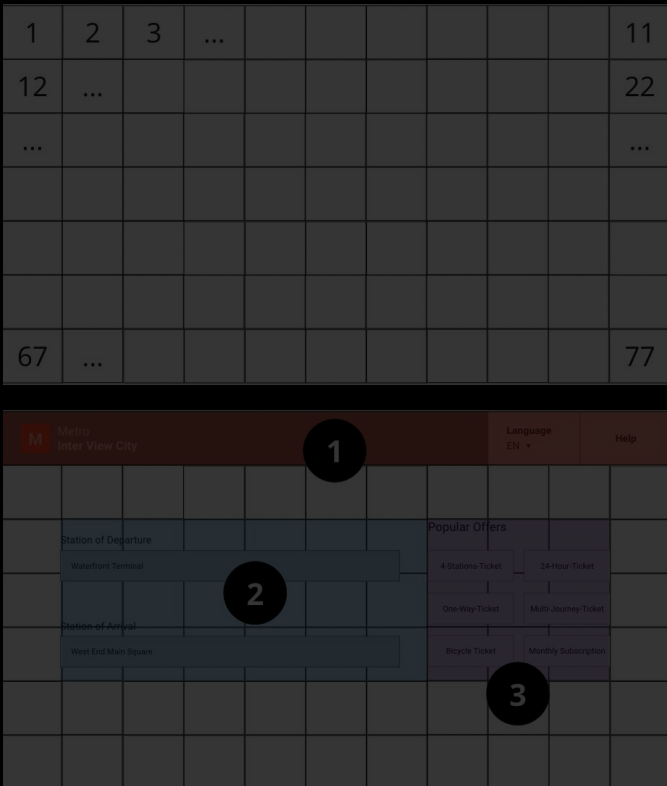 1 2 3 ... 11
12 ... 22
... ...
67 ... 77
M
Metro
Inter View City
1
Language
EN ▼
Help
Station of Departure
Waterfront Terminal
2
Station of Arrival
West End Main Square
Popular Offers
4-Stations-Ticket 24-Hour-Ticket
One-Way-Ticket Multi-Journey-Ticket
Bicycle Ticket Monthly Subscription
3